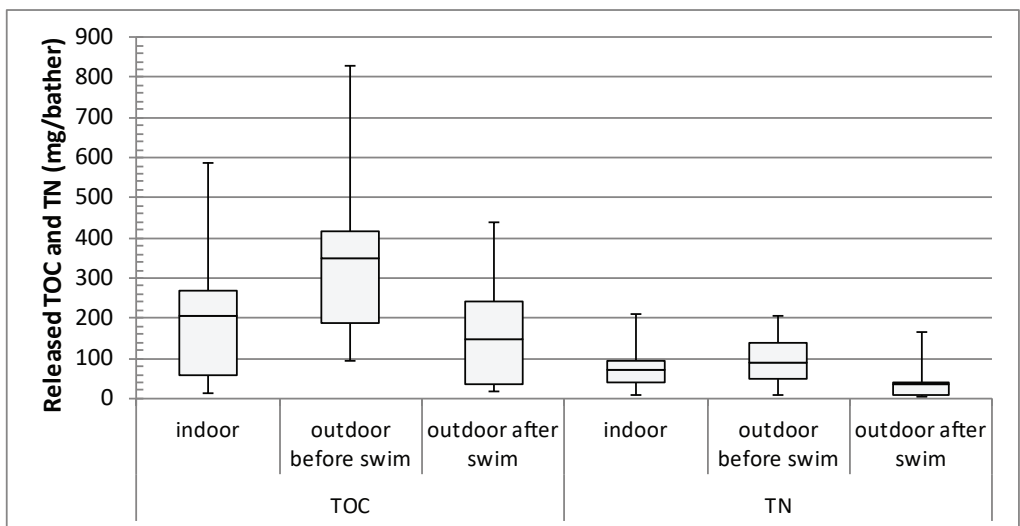 Released TOC and TN (mg/bather)
900
800
700
600
500
400
300
200
100
0
indoor
outdoor before swim
outdoor after swim
indoor
outdoor before swim
outdoor after swim
TOC
TN